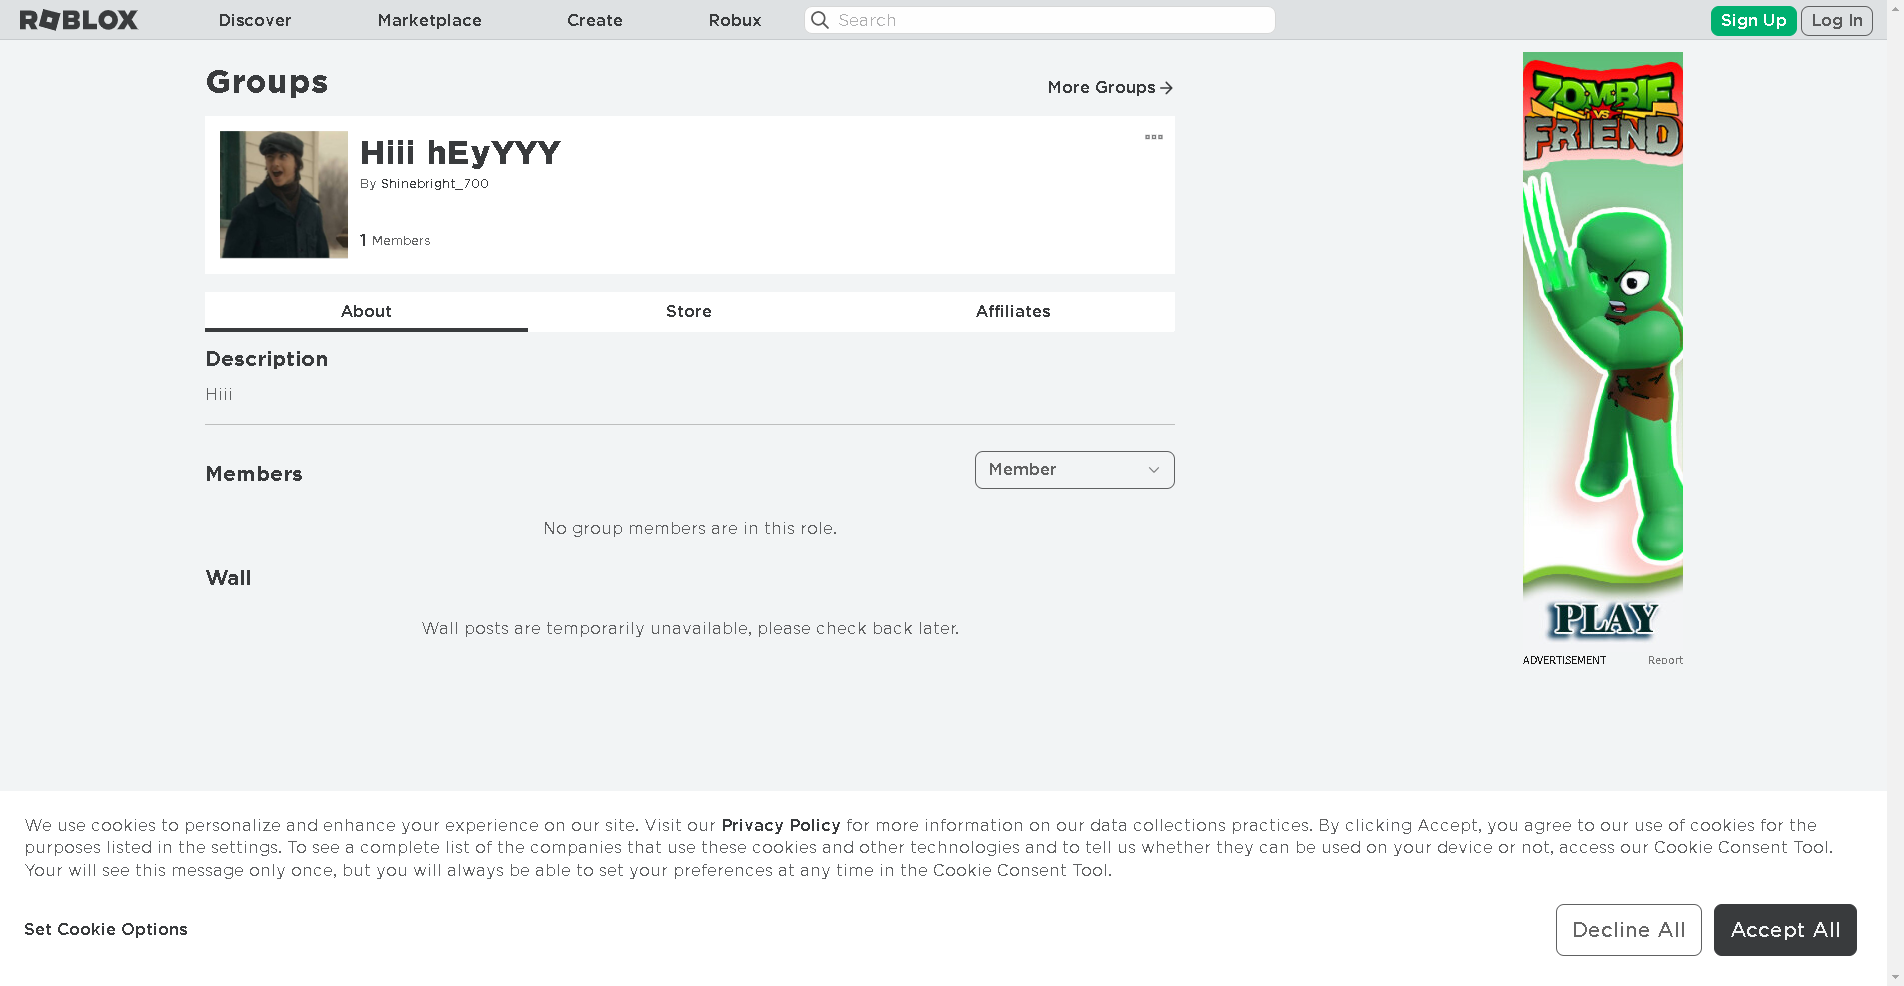 ROBLOX
Discover
Marketplace
Create
Robux
Search
Sign Up
Log In
Groups
More Groups
Hiii hEyYYY
By Shinebright_700
1 Members
About
Store
Affiliates
Description
Hiii
Members
Member
No group members are in this role.
Wall
Wall posts are temporarily unavailable, please check back later.
ZOMBIE
VS
FRIEND
PLAY
ADVERTISEMENT
Report
We use cookies to personalize and enhance your experience on our site. Visit our Privacy Policy for more information on our data collections practices. By clicking Accept, you agree to our use of cookies for the
purposes listed in the settings. To see a complete list of the companies that use these cookies and other technologies and to tell us whether they can be used on your device or not, access our Cookie Consent Tool.
Your will see this message only once, but you will always be able to set your preferences at any time in the Cookie Consent Tool.
Set Cookie Options
Decline All
Accept All